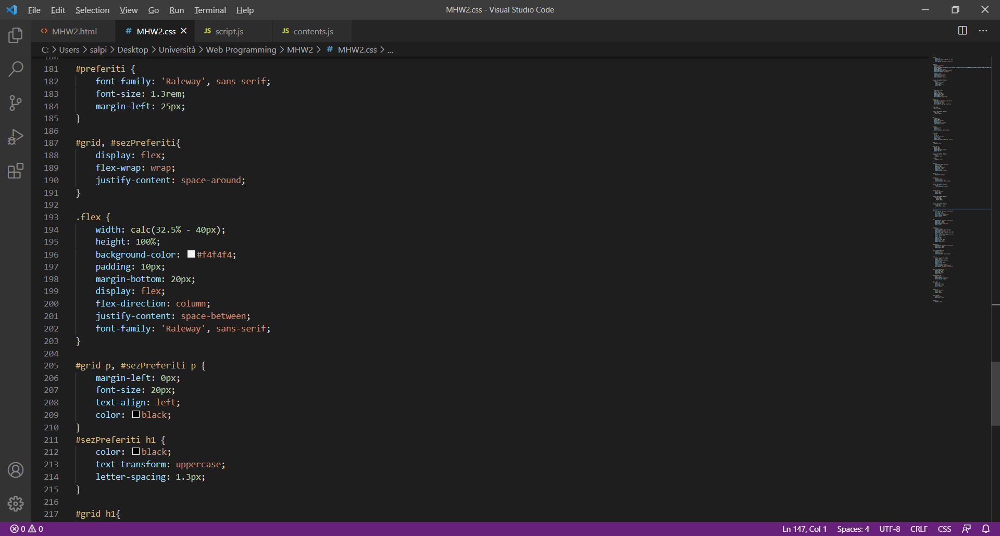 File Edit Selection View Go Run Terminal Help MHW2.css - Visual Studio Code
<> MHW2.html # MHW2.css JS script.js JS contents.js ...
C: > Users > salpi > Desktop > Università > Web Programming > MHW2 > # MHW2.css > ...
180
181 #preferiti {
182 font-family: 'Raleway', sans-serif;
183 font-size: 1.3rem;
184 margin-left: 25px;
185 }
186
187 #grid, #sezPreferiti{
188 display: flex;
189 flex-wrap: wrap;
190 justify-content: space-around;
191 }
192
193 .flex {
194 width: calc(32.5% - 40px);
195 height: 100%;
196 background-color: #f4f4f4;
197 padding: 10px;
198 margin-bottom: 20px;
199 display: flex;
200 flex-direction: column;
201 justify-content: space-between;
202 font-family: 'Raleway', sans-serif;
203 }
204
205 #grid p, #sezPreferiti p {
206 margin-left: 0px;
207 font-size: 20px;
208 text-align: left;
209 color: black;
210 }
211 #sezPreferiti h1 {
212 color: black;
213 text-transform: uppercase;
214 letter-spacing: 1.3px;
215 }
216
217 #grid h1{
0 0 Ln 147, Col 1 Spaces: 4 UTF-8 CRLF CSS